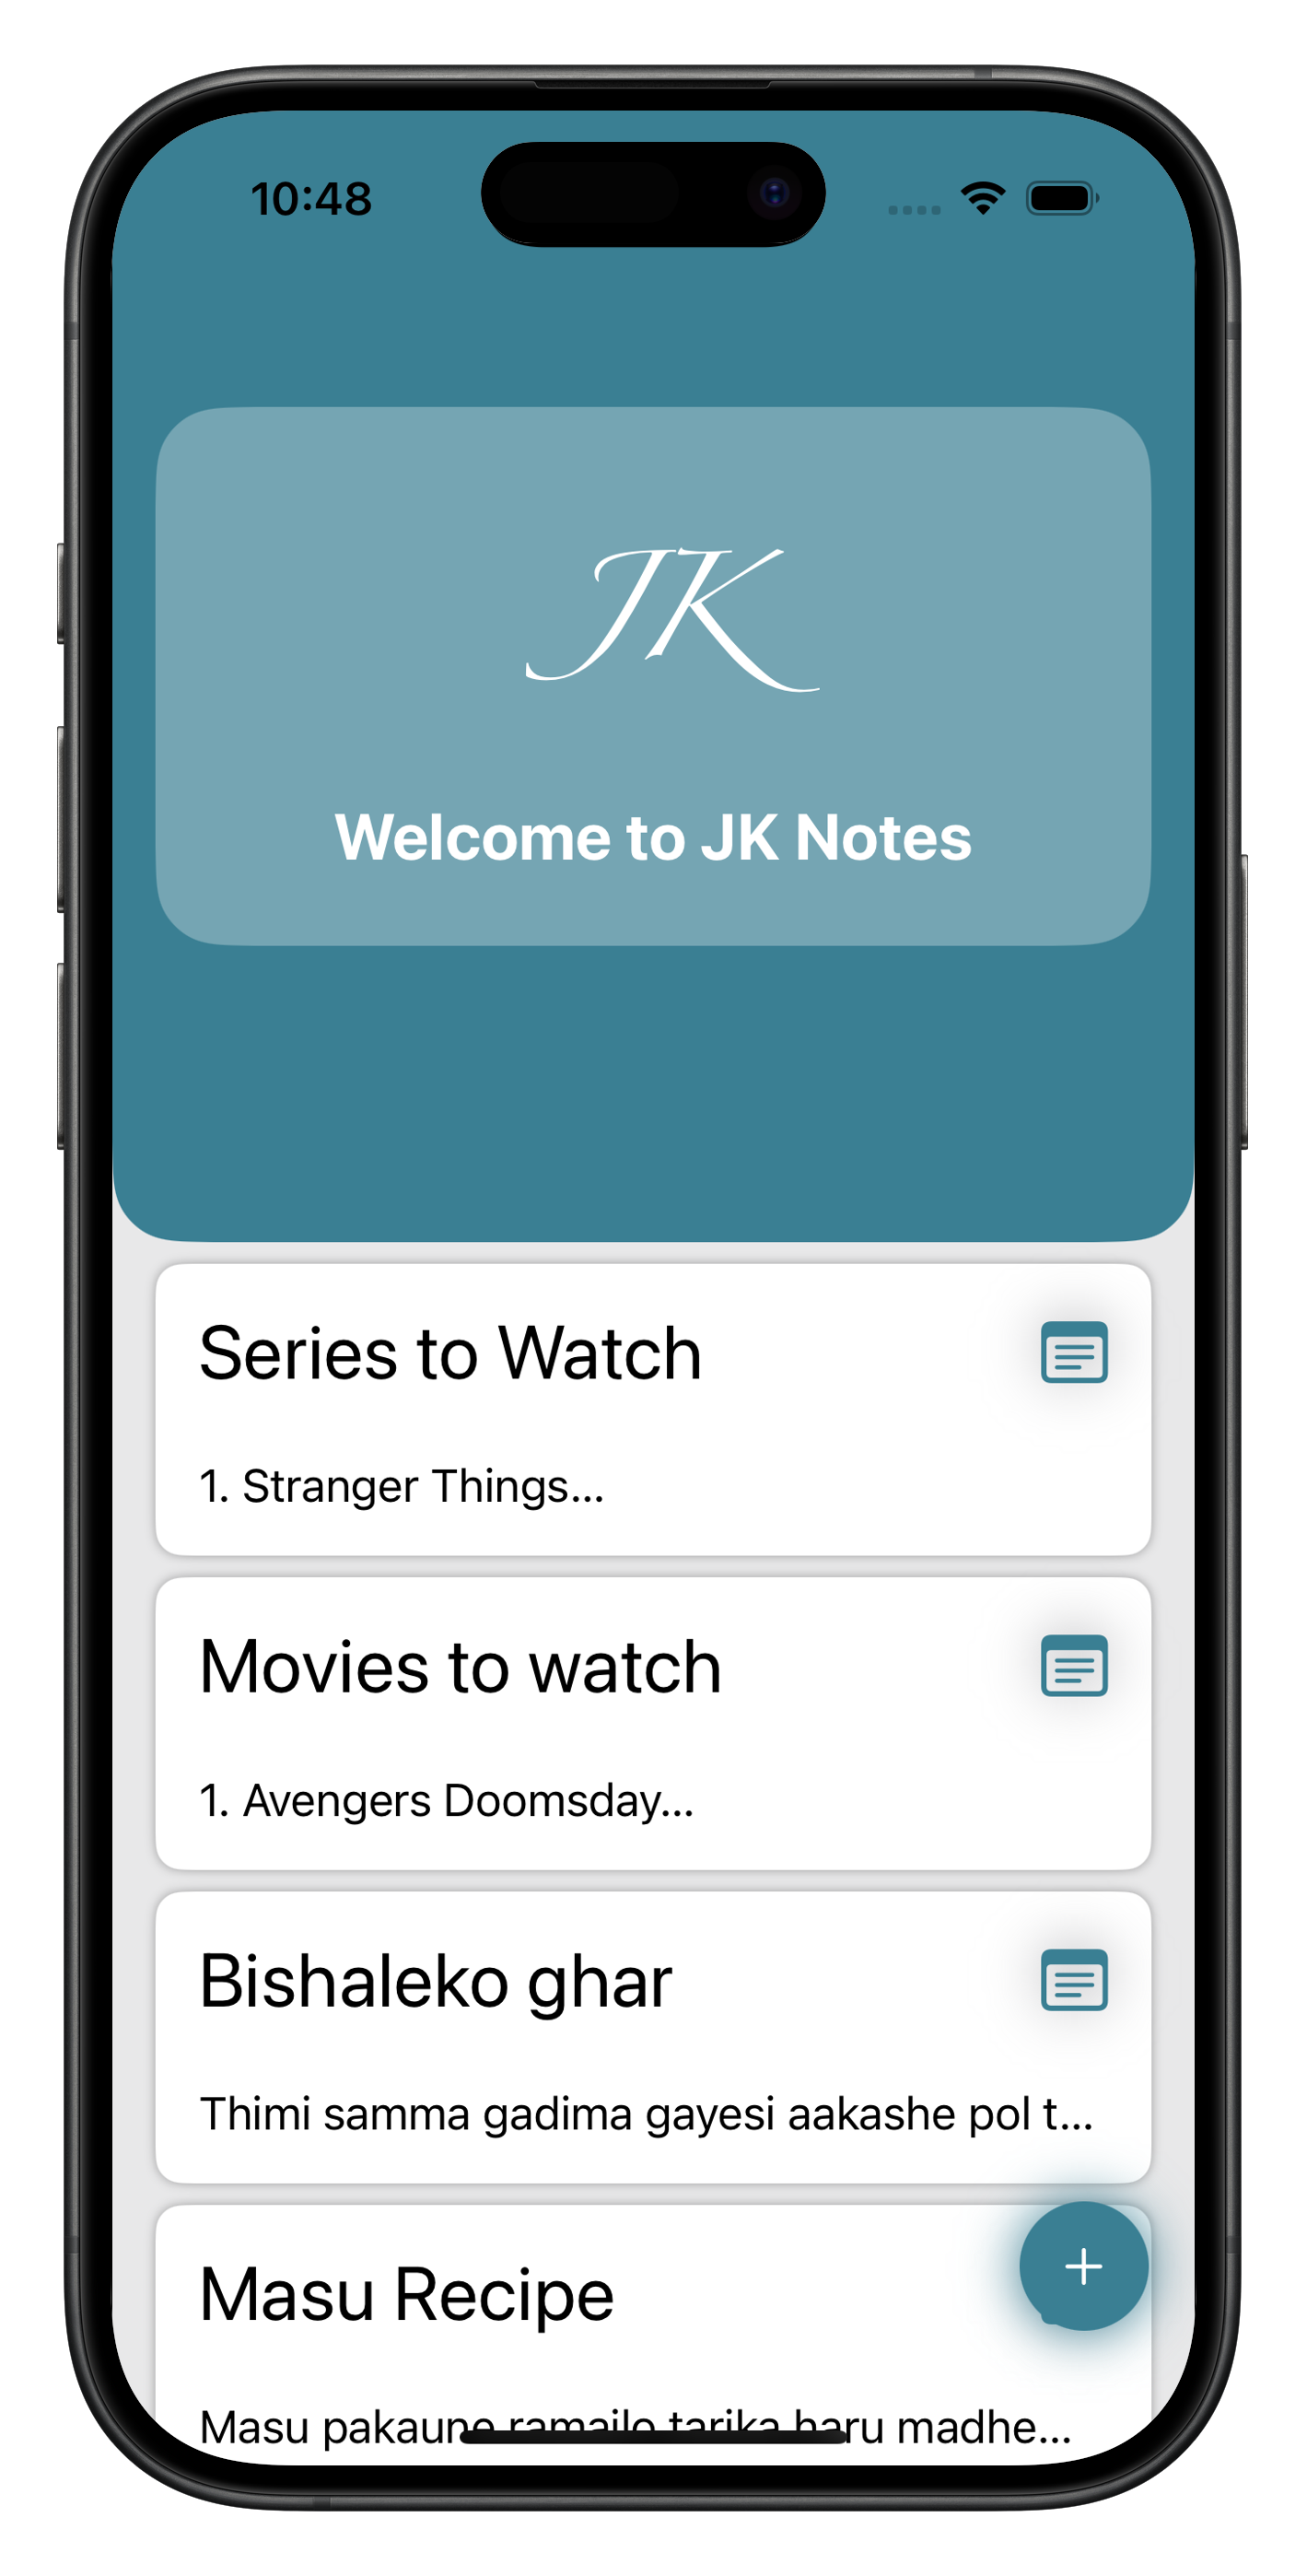 10:48
JK
Welcome to JK Notes
Series to Watch
1. Stranger Things...
Movies to watch
1. Avengers Doomsday...
Bishaleko ghar
Thimi samma gadima gayesi aakashe pol t...
Masu Recipe
Masu pakaune ramailo tarika haru madhe...